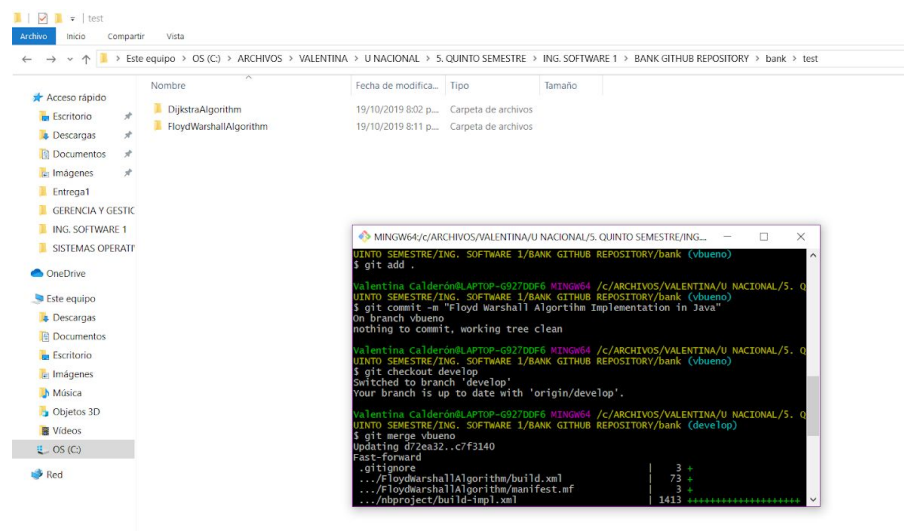 test
Archivo Inicio Compartir Vista
Este equipo > OS (C:) > ARCHIVOS > VALENTINA > U NACIONAL > 5. QUINTO SEMESTRE > ING. SOFTWARE 1 > BANK GITHUB REPOSITORY > bank > test
Nombre Fecha de modifica... Tipo Tamaño
Acceso rápido
Escritorio
Descargas
Documentos
Imágenes
Entrega1
GERENCIA Y GESTIC
ING. SOFTWARE 1
SISTEMAS OPERATI
OneDrive
Este equipo
Descargas
Documentos
Escritorio
Imágenes
Música
Objetos 3D
Vídeos
OS (C:)
Red
DijkstraAlgorithm 19/10/2019 8:02 p.... Carpeta de archivos
FloydWarshallAlgorithm 19/10/2019 8:11 p.... Carpeta de archivos
MINGW64:/c/ARCHIVOS/VALENTINA/U NACIONAL/5. QUINTO SEMESTRE/ING....
UINTO SEMESTRE/ING. SOFTWARE 1/BANK GITHUB REPOSITORY/bank (vbueno)
$ git add .
Valentina Calderón@LAPTOP-G927DDF6 MINGW64 /c/ARCHIVOS/VALENTINA/U NACIONAL/5. Q
UINTO SEMESTRE/ING. SOFTWARE 1/BANK GITHUB REPOSITORY/bank (vbueno)
$ git commit -m "Floyd Warshall Algortihm Implementation in Java"
On branch vbueno
nothing to commit, working tree clean
Valentina Calderón@LAPTOP-G927DDF6 MINGW64 /c/ARCHIVOS/VALENTINA/U NACIONAL/5. Q
UINTO SEMESTRE/ING. SOFTWARE 1/BANK GITHUB REPOSITORY/bank (vbueno)
$ git checkout develop
Switched to branch 'develop'
Your branch is up to date with 'origin/develop'.
Valentina Calderón@LAPTOP-G927DDF6 MINGW64 /c/ARCHIVOS/VALENTINA/U NACIONAL/5. Q
UINTO SEMESTRE/ING. SOFTWARE 1/BANK GITHUB REPOSITORY/bank (develop)
$ git merge vbueno
Updating d72ea32..c7f3140
Fast-forward
.gitignore | 3 +
.../FloydWarshallAlgorithm/build.xml | 73 +
.../FloydWarshallAlgorithm/manifest.mf | 3 +
.../nbproject/build-impl.xml | 1413 ++++++++++++++++++++